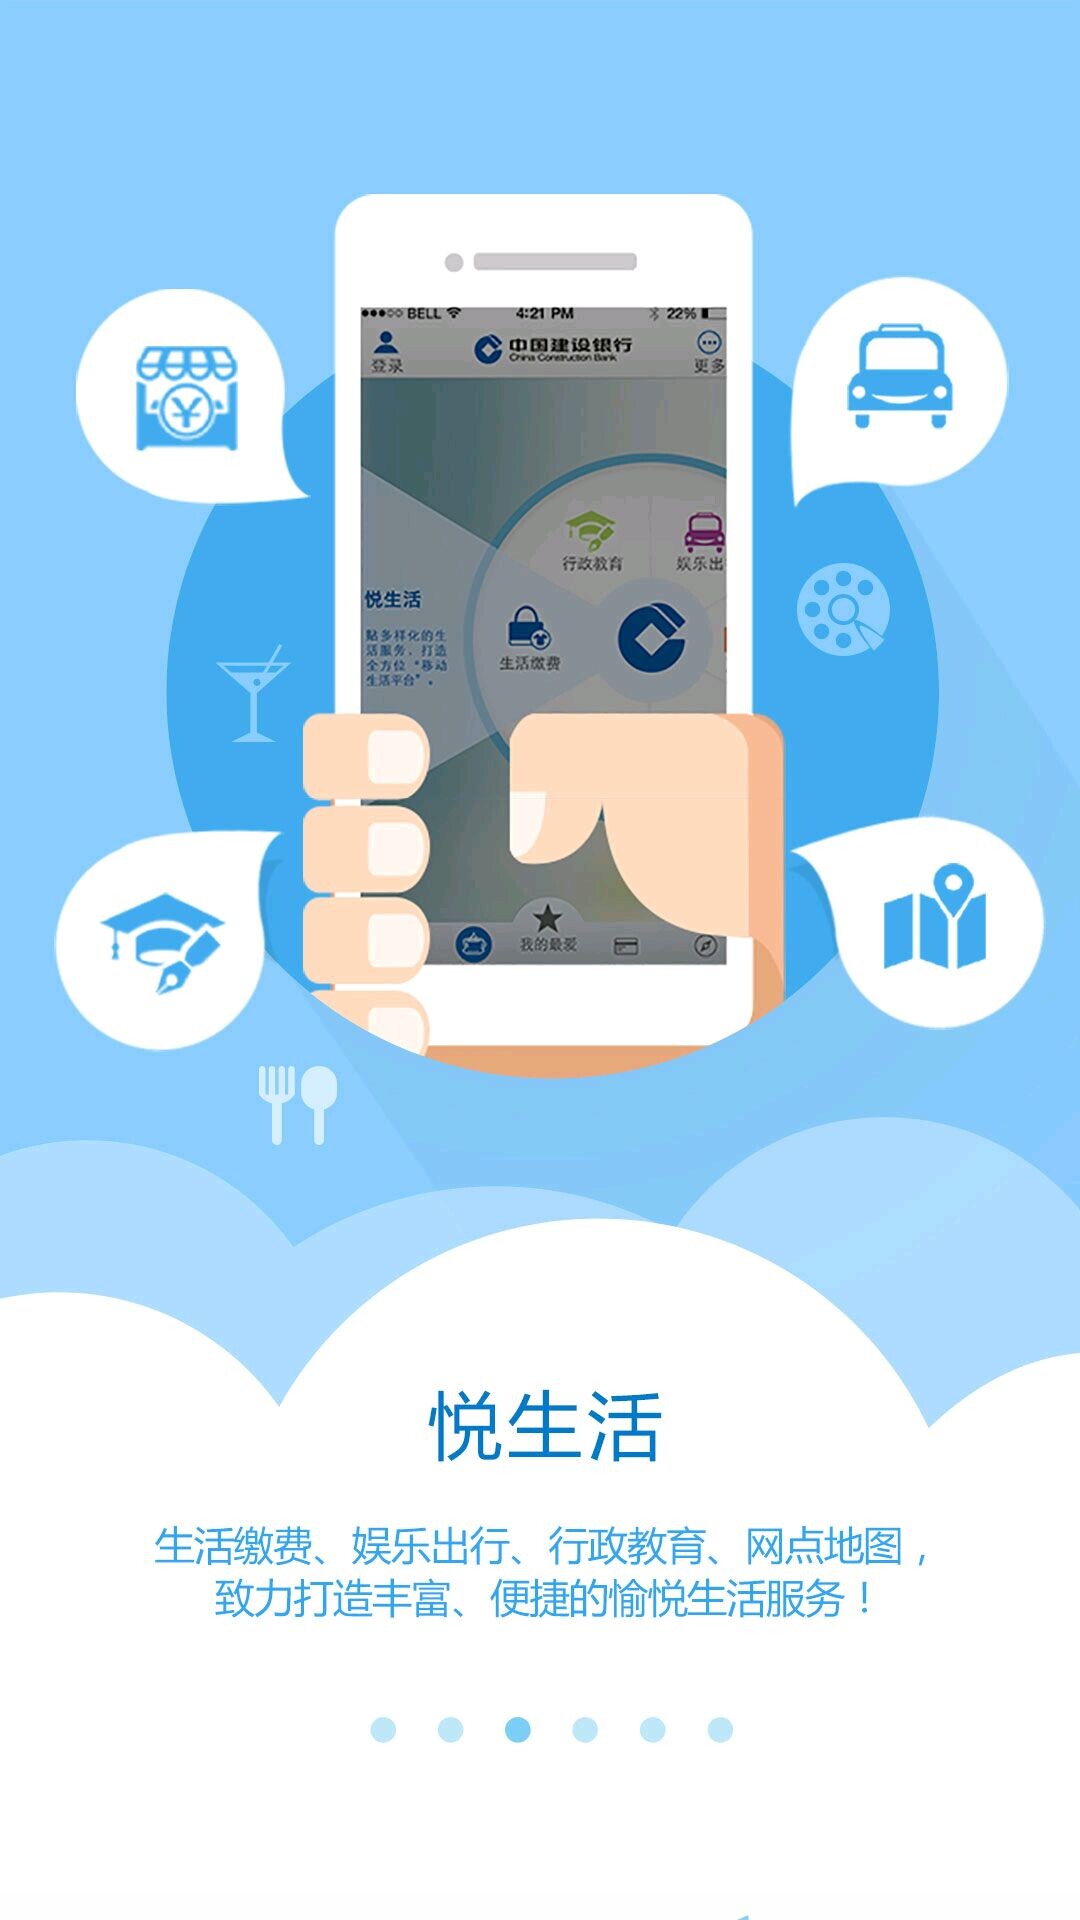 BELL 4:21 PM 22%
登录
中国建设银行
China Construction Bank
更多
行政教育
娱乐出
悦生活
贴多样化的生
活服务，打造
全方位“移动
生活平台”。
生活缴费
我的最爱
悦生活
生活缴费、娱乐出行、行政教育、网点地图，
致力打造丰富、便捷的愉悦生活服务！